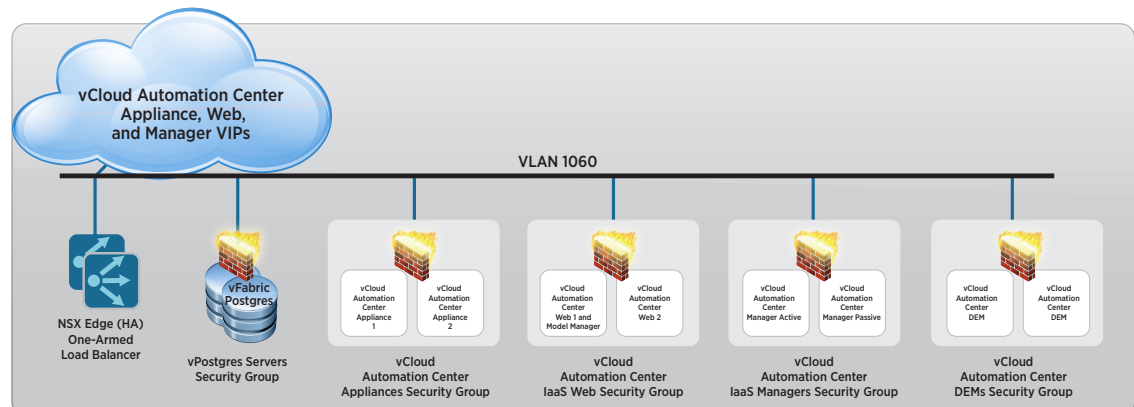 vCloud Automation Center
Appliance, Web,
and Manager VIPs
VLAN 1060
NSX Edge (HA)
One-Armed
Load Balancer
vFabric
Postgres
vPostgres Servers
Security Group
vCloud
Automation
Center
Appliance
1
vCloud
Automation
Center
Appliance
2
vCloud
Automation Center
Appliances Security Group
vCloud
Automation
Center
Web 1 and
Model Manager
vCloud
Automation
Center
Web 2
vCloud
Automation Center
IaaS Web Security Group
vCloud
Automation
Center
Manager Active
vCloud
Automation
Center
Manager Passive
vCloud
Automation Center
IaaS Managers Security Group
vCloud
Automation
Center
DEM
vCloud
Automation
Center
DEM
vCloud
Automation Center
DEMs Security Group